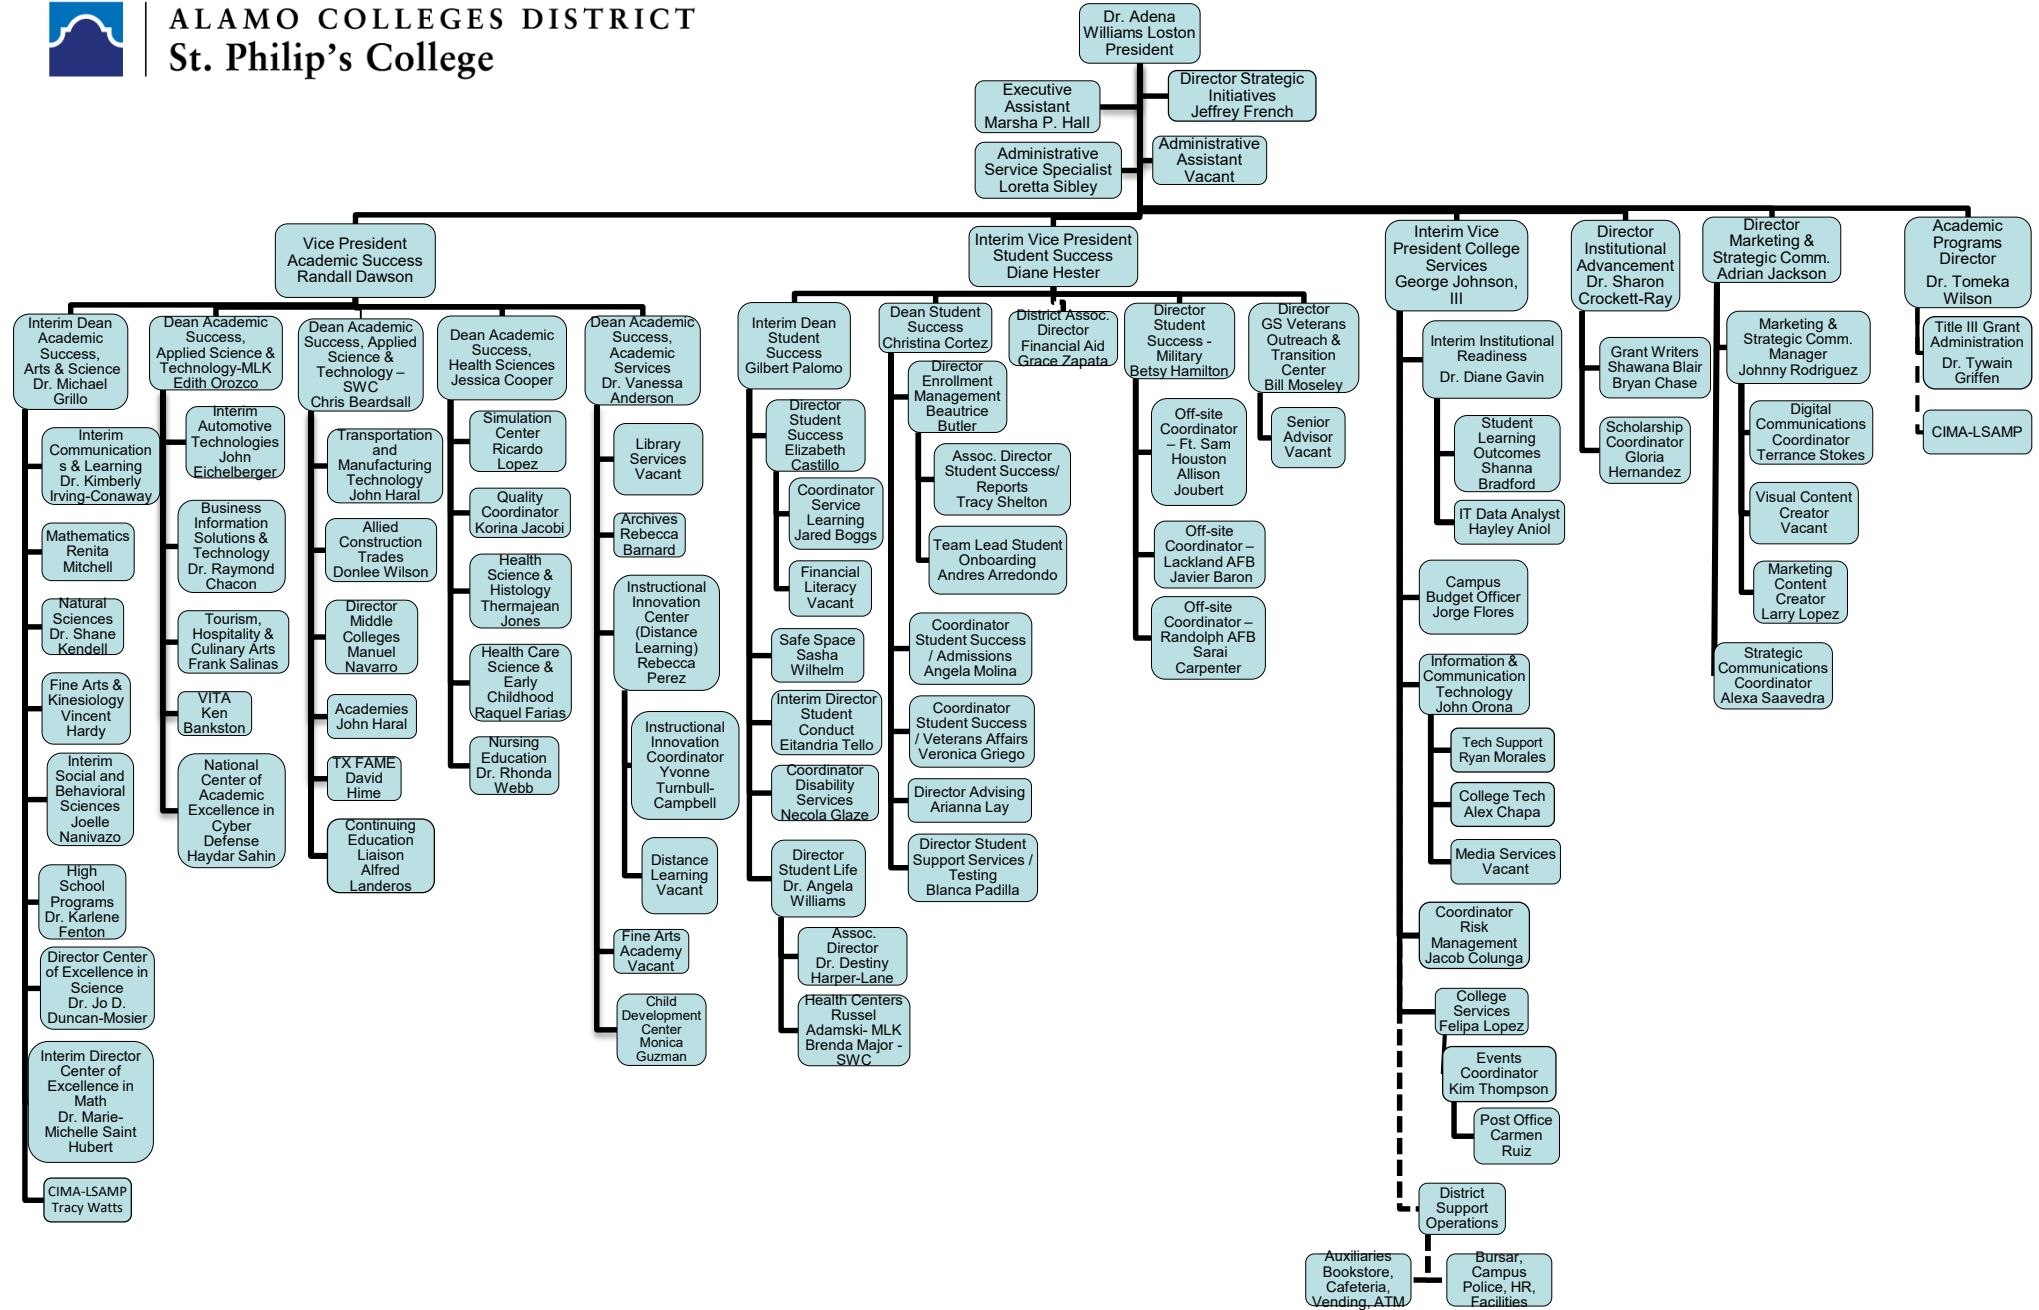 ALAMO COLLEGES DISTRICT
St. Philip's College
Dr. Adena
Williams Loston
President
Executive
Assistant
Marsha P. Hall
Director Strategic
Initiatives
Jeffrey French
Administrative
Service Specialist
Loretta Sibley
Administrative
Assistant
Vacant
Vice President
Academic Success
Randall Dawson
Interim Dean
Academic
Success,
Arts & Science
Dr. Michael
Grillo
Interim
Communication
s & Learning
Dr. Kimberly
Irving-Conaway
Mathematics
Renita
Mitchell
Natural
Sciences
Dr. Shane
Kendell
Fine Arts &
Kinesiology
Vincent
Hardy
Interim
Social and
Behavioral
Sciences
Joelle
Nanivazo
High
School
Programs
Dr. Karlene
Fenton
Director Center
of Excellence in
Science
Dr. Jo D.
Duncan-Mosier
Interim Director
Center of
Excellence in
Math
Dr. Marie-
Michelle Saint
Hubert
CIMA-LSAMP
Tracy Watts
Dean Academic
Success,
Applied Science &
Technology-MLK
Edith Orozco
Interim
Automotive
Technologies
John
Eichelberger
Business
Information
Solutions &
Technology
Dr. Raymond
Chacon
Tourism,
Hospitality &
Culinary Arts
Frank Salinas
VITA
Ken
Bankston
National
Center of
Academic
Excellence in
Cyber
Defense
Haydar Sahin
Dean Academic
Success, Applied
Science &
Technology –
SWC
Chris Beardsall
Transportation
and
Manufacturing
Technology
John Haral
Allied
Construction
Trades
Donlee Wilson
Director
Middle
Colleges
Manuel
Navarro
Academies
John Haral
TX FAME
David
Hime
Continuing
Education
Liaison
Alfred
Landeros
Dean Academic
Success,
Health Sciences
Jessica Cooper
Simulation
Center
Ricardo
Lopez
Quality
Coordinator
Korina Jacobi
Health
Science &
Histology
Thermajean
Jones
Health Care
Science &
Early
Childhood
Raquel Farias
Nursing
Education
Dr. Rhonda
Webb
Dean Academic
Success,
Academic
Services
Dr. Vanessa
Anderson
Library
Services
Vacant
Archives
Rebecca
Barnard
Instructional
Innovation
Center
(Distance
Learning)
Rebecca
Perez
Instructional
Innovation
Coordinator
Yvonne
Turnbull-
Campbell
Distance
Learning
Vacant
Fine Arts
Academy
Vacant
Child
Development
Center
Monica
Guzman
Interim Vice President
Student Success
Diane Hester
Interim Dean
Student
Success
Gilbert Palomo
Director
Student
Success
Elizabeth
Castillo
Coordinator
Service
Learning
Jared Boggs
Financial
Literacy
Vacant
Safe Space
Sasha
Wilhelm
Interim Director
Student
Conduct
Eitandria Tello
Coordinator
Disability
Services
Necola Glaze
Director
Student Life
Dr. Angela
Williams
Assoc.
Director
Dr. Destiny
Harper-Lane
Health Centers
Russel
Adamski- MLK
Brenda Major -
SWC
Dean Student
Success
Christina Cortez
Director
Enrollment
Management
Beautrice
Butler
Assoc. Director
Student Success/
Reports
Tracy Shelton
Team Lead Student
Onboarding
Andres Arredondo
Coordinator
Student Success
/ Admissions
Angela Molina
Coordinator
Student Success
/ Veterans Affairs
Veronica Griego
Director Advising
Arianna Lay
Director Student
Support Services /
Testing
Blanca Padilla
District Assoc.
Director
Financial Aid
Grace Zapata
Director
Student
Success -
Military
Betsy Hamilton
Off-site
Coordinator
– Ft. Sam
Houston
Allison
Joubert
Off-site
Coordinator –
Lackland AFB
Javier Baron
Off-site
Coordinator –
Randolph AFB
Sarai
Carpenter
Director
GS Veterans
Outreach &
Transition
Center
Bill Moseley
Senior
Advisor
Vacant
Interim Vice
President College
Services
George Johnson,
III
Interim Institutional
Readiness
Dr. Diane Gavin
Student
Learning
Outcomes
Shanna
Bradford
IT Data Analyst
Hayley Aniol
Campus
Budget Officer
Jorge Flores
Information &
Communication
Technology
John Orona
Tech Support
Ryan Morales
College Tech
Alex Chapa
Media Services
Vacant
Coordinator
Risk
Management
Jacob Colunga
College
Services
Felipa Lopez
Events
Coordinator
Kim Thompson
Post Office
Carmen
Ruiz
District
Support
Operations
Auxiliaries
Bookstore,
Cafeteria,
Vending, ATM
Bursar,
Campus
Police, HR,
Facilities
Director
Institutional
Advancement
Dr. Sharon
Crockett-Ray
Grant Writers
Shawana Blair
Bryan Chase
Scholarship
Coordinator
Gloria
Hernandez
Director
Marketing &
Strategic Comm.
Adrian Jackson
Marketing &
Strategic Comm.
Manager
Johnny Rodriguez
Digital
Communications
Coordinator
Terrance Stokes
Visual Content
Creator
Vacant
Marketing
Content
Creator
Larry Lopez
Strategic
Communications
Coordinator
Alexa Saavedra
Academic
Programs
Director
Dr. Tomeka
Wilson
Title III Grant
Administration
Dr. Tywain
Griffen
CIMA-LSAMP